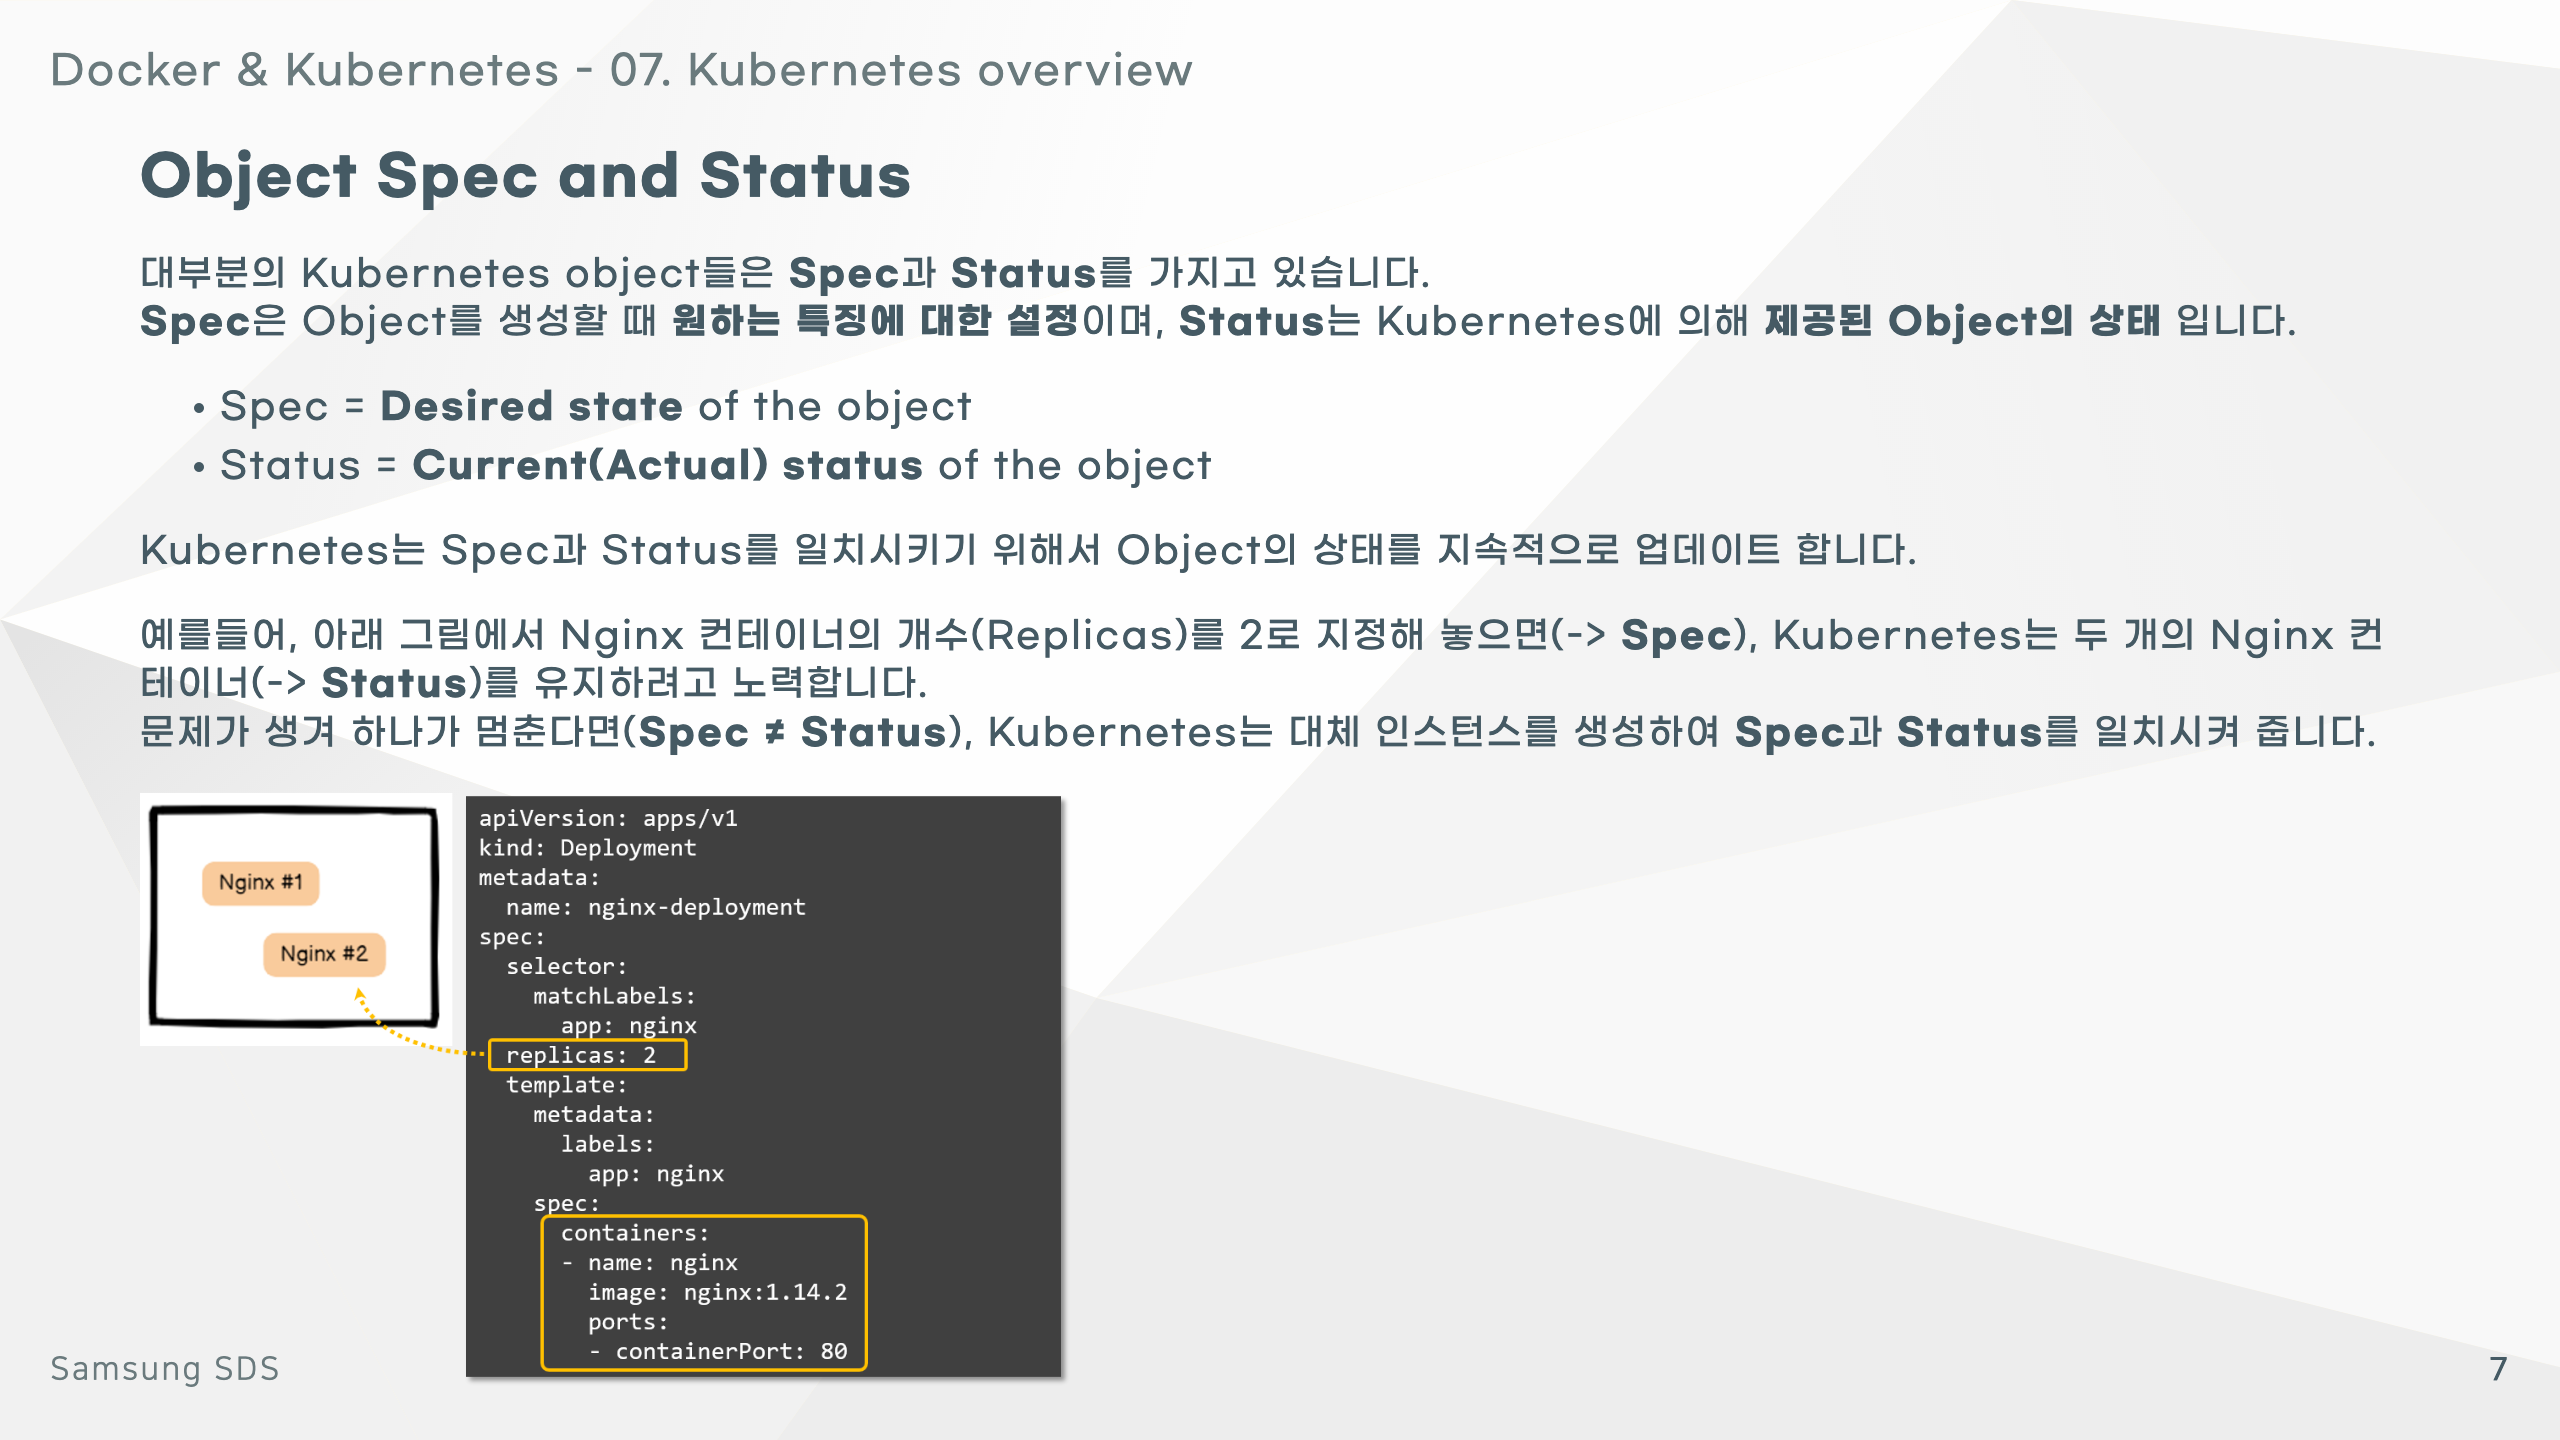 Docker & Kubernetes - 07. Kubernetes overview
Object Spec and Status
대부분의 Kubernetes object들은 Spec과 Status를 가지고 있습니다.
Spec은 Object를 생성할 때 원하는 특징에 대한 설정이며, Status는 Kubernetes에 의해 제공된 Object의 상태 입니다.
• Spec = Desired state of the object
• Status = Current(Actual) status of the object
Kubernetes는 Spec과 Status를 일치시키기 위해서 Object의 상태를 지속적으로 업데이트 합니다.
예를들어, 아래 그림에서 Nginx 컨테이너의 개수(Replicas)를 2로 지정해 놓으면(-> Spec), Kubernetes는 두 개의 Nginx 컨
테이너(-> Status)를 유지하려고 노력합니다.
문제가 생겨 하나가 멈춘다면(Spec ≠ Status), Kubernetes는 대체 인스턴스를 생성하여 Spec과 Status를 일치시켜 줍니다.
Nginx #1
Nginx #2
apiVersion: apps/v1
kind: Deployment
metadata:
  name: nginx-deployment
spec:
  selector:
    matchLabels:
      app: nginx
  replicas: 2
  template:
    metadata:
      labels:
        app: nginx
    spec:
      containers:
      - name: nginx
        image: nginx:1.14.2
        ports:
        - containerPort: 80
Samsung SDS
7